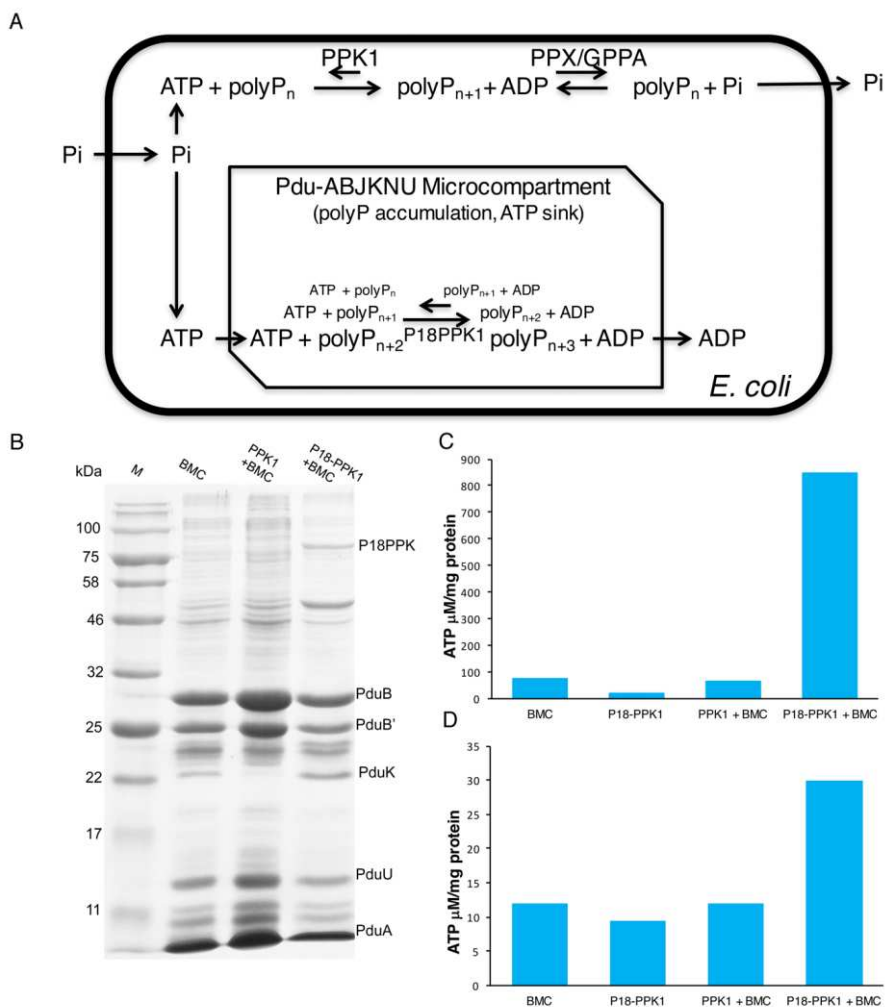 A
PPK1 PPX/GPPA
ATP + polyPn polyPn+1 + ADP polyPn + Pi Pi
Pi Pi
Pdu-ABJKNU Microcompartment
(polyP accumulation, ATP sink)
ATP + polyPn polyPn+1 + ADP
ATP + polyPn+1 polyPn+2 + ADP
ATP ATP + polyPn+2 P18PPK1 polyPn+3 + ADP ADP
E. coli
B
kDa M BMC PPK1 +BMC P18-PPK1 +BMC
100
P18PPK
75
58
46
32
PduB
25 PduB'
22 PduK
17
PduU
11
PduA
C
ATP µM/mg protein
900
800
700
600
500
400
300
200
100
0
BMC P18-PPK1 PPK1 + BMC P18-PPK1 + BMC
D
ATP µM/mg protein
35
30
25
20
15
10
5
0
BMC P18-PPK1 PPK1 + BMC P18-PPK1 + BMC